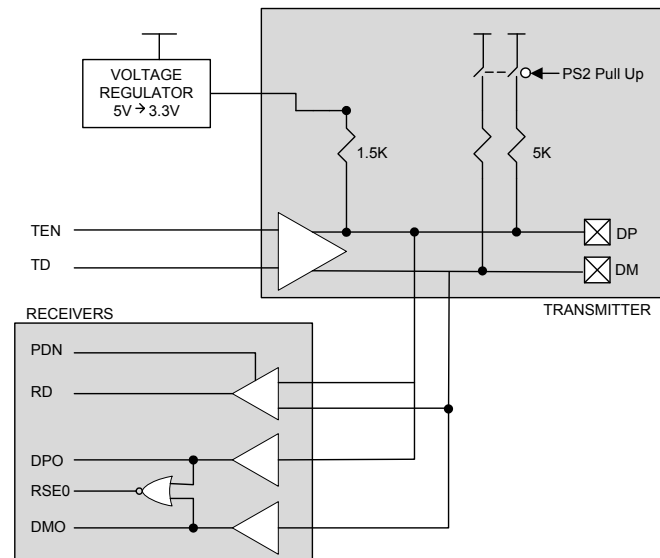 VOLTAGE
REGULATOR
5V → 3.3V
PS2 Pull Up
1.5K
5K
TEN
TD
DP
DM
TRANSMITTER
RECEIVERS
PDN
RD
DPO
RSE0
DMO